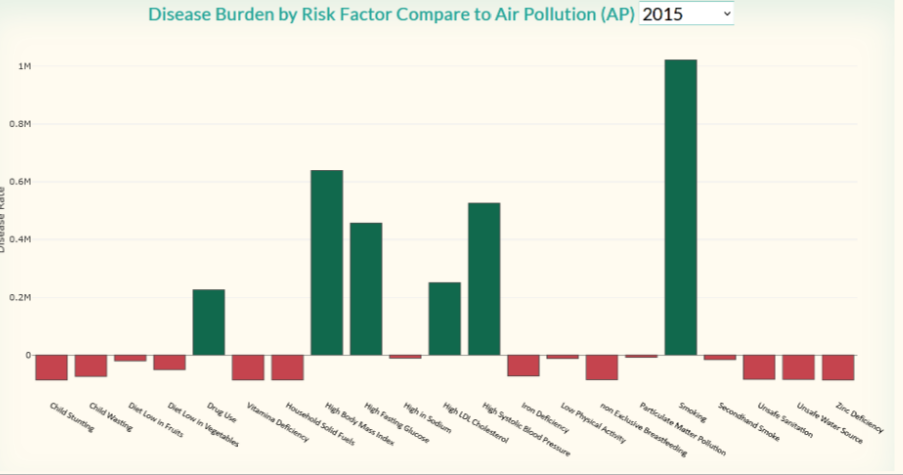 Disease Burden by Risk Factor Compare to Air Pollution (AP) 2015
1M
0.8M
0.6M
0.4M
0.2M
0
Disease Rate
Child Stunting
Child Wasting
Diet Low in Fruits
Diet Low in Vegetables
Drug Use
Vitamina Deficiency
Household Solid Fuels
High Body Mass Index
High Fasting Glucose
High in Sodium
High LDL Cholesterol
High Systolic Blood Pressure
Iron Deficiency
Low Physical Activity
non Exclusive Breastfeeding
Particulate Matter Pollution
Smoking
Secondhand Smoke
Unsafe Sanitation
Unsafe Water Source
Zinc Deficiency